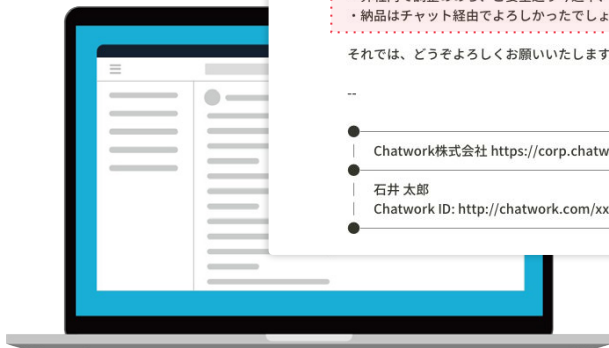 ・納品はチャット経由でよろしかったでしょ
それでは、どうぞよろしくお願いいたします
--
Chatwork株式会社 https://corp.chatw
石井 太郎
Chatwork ID: http://chatwork.com/xx